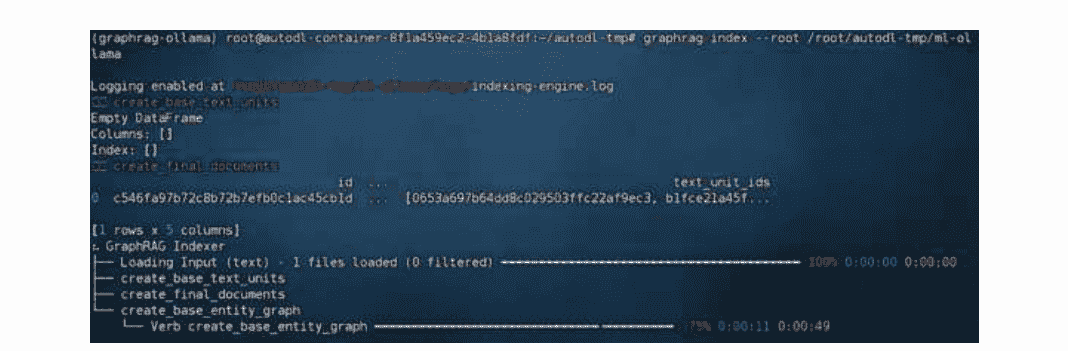 (graphrag-ollama) root@autodl-container-8f1a459ec2-4b1a8fdf:~/autodl-tmp# graphrag index --root /root/autodl-tmp/ml-ol
lama
Logging enabled at indexing-engine.log
create_base_text_units
Empty DataFrame
Columns: []
Index: []
create_final_documents
id ... text_unit_ids
0 c546fa97b72c8b72b7efb0c1ac45cb1d ... [0653a697b64dd8c029503ffc22af9ec3, b1fce21a45f...
[1 rows x 5 columns]
GraphRAG Indexer
├── Loading Input (text) - 1 files loaded (0 filtered) 100% 0:00:00 0:00:00
├── create_base_text_units
├── create_final_documents
└── create_base_entity_graph
└── Verb create_base_entity_graph 75% 0:00:11 0:00:49